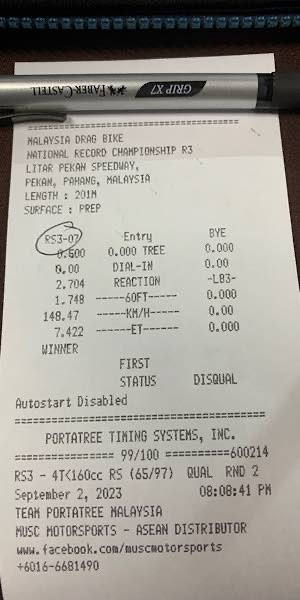 FABER-CASTELL GRIP X7
MALAYSIA DRAG BIKE
NATIONAL RECORD CHAMPIONSHIP R3
LITAR PEKAN SPEEDWAY,
PEKAN, PAHANG, MALAYSIA
LENGTH : 201M
SURFACE : PREP
RS3-07 Entry BYE
0.500 0.000 TREE 0.000
0.00 DIAL-IN 0.00
2.704 REACTION -LB3-
1.748 ------60FT------ 0.000
148.47 ------KM/H------ 0.00
7.422 ------ET------ 0.000
WINNER
FIRST
STATUS DISQUAL
Autostart Disabled
========================================
PORTATREE TIMING SYSTEMS, INC.
================ 99/100 ==========600214
RS3 - 4T<160cc RS (65/97) QUAL RND 2
September 2, 2023 08:08:41 PM
TEAM PORTATREE MALAYSIA
MUSC MOTORSPORTS - ASEAN DISTRIBUTOR
www.facebook.com/muscmotorsports
+6016-6681490